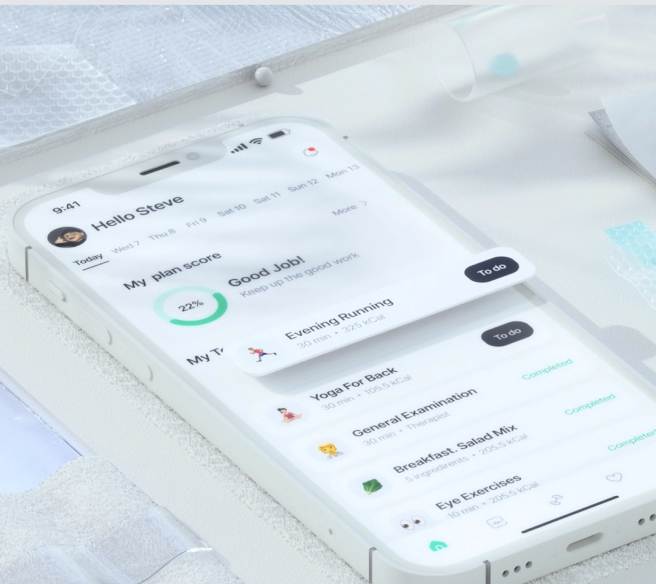 9:41
Hello Steve
Today Wed 7 Thu 8 Fri 9 Sat 10 Sat 11 Sun 12 Mon 13
My plan score
More
22%
Good Job!
Keep up the good work
My T
Evening Running
30 min • 325 kCal
To do
Yoga For Back
30 min • 105.5 kCal
To do
General Examination
30 min • Therapist
Completed
Breakfast. Salad Mix
5 ingredirents • 205.5 kCal
Completed
Eye Exercises
10 min • 205.5 kCal
Completed